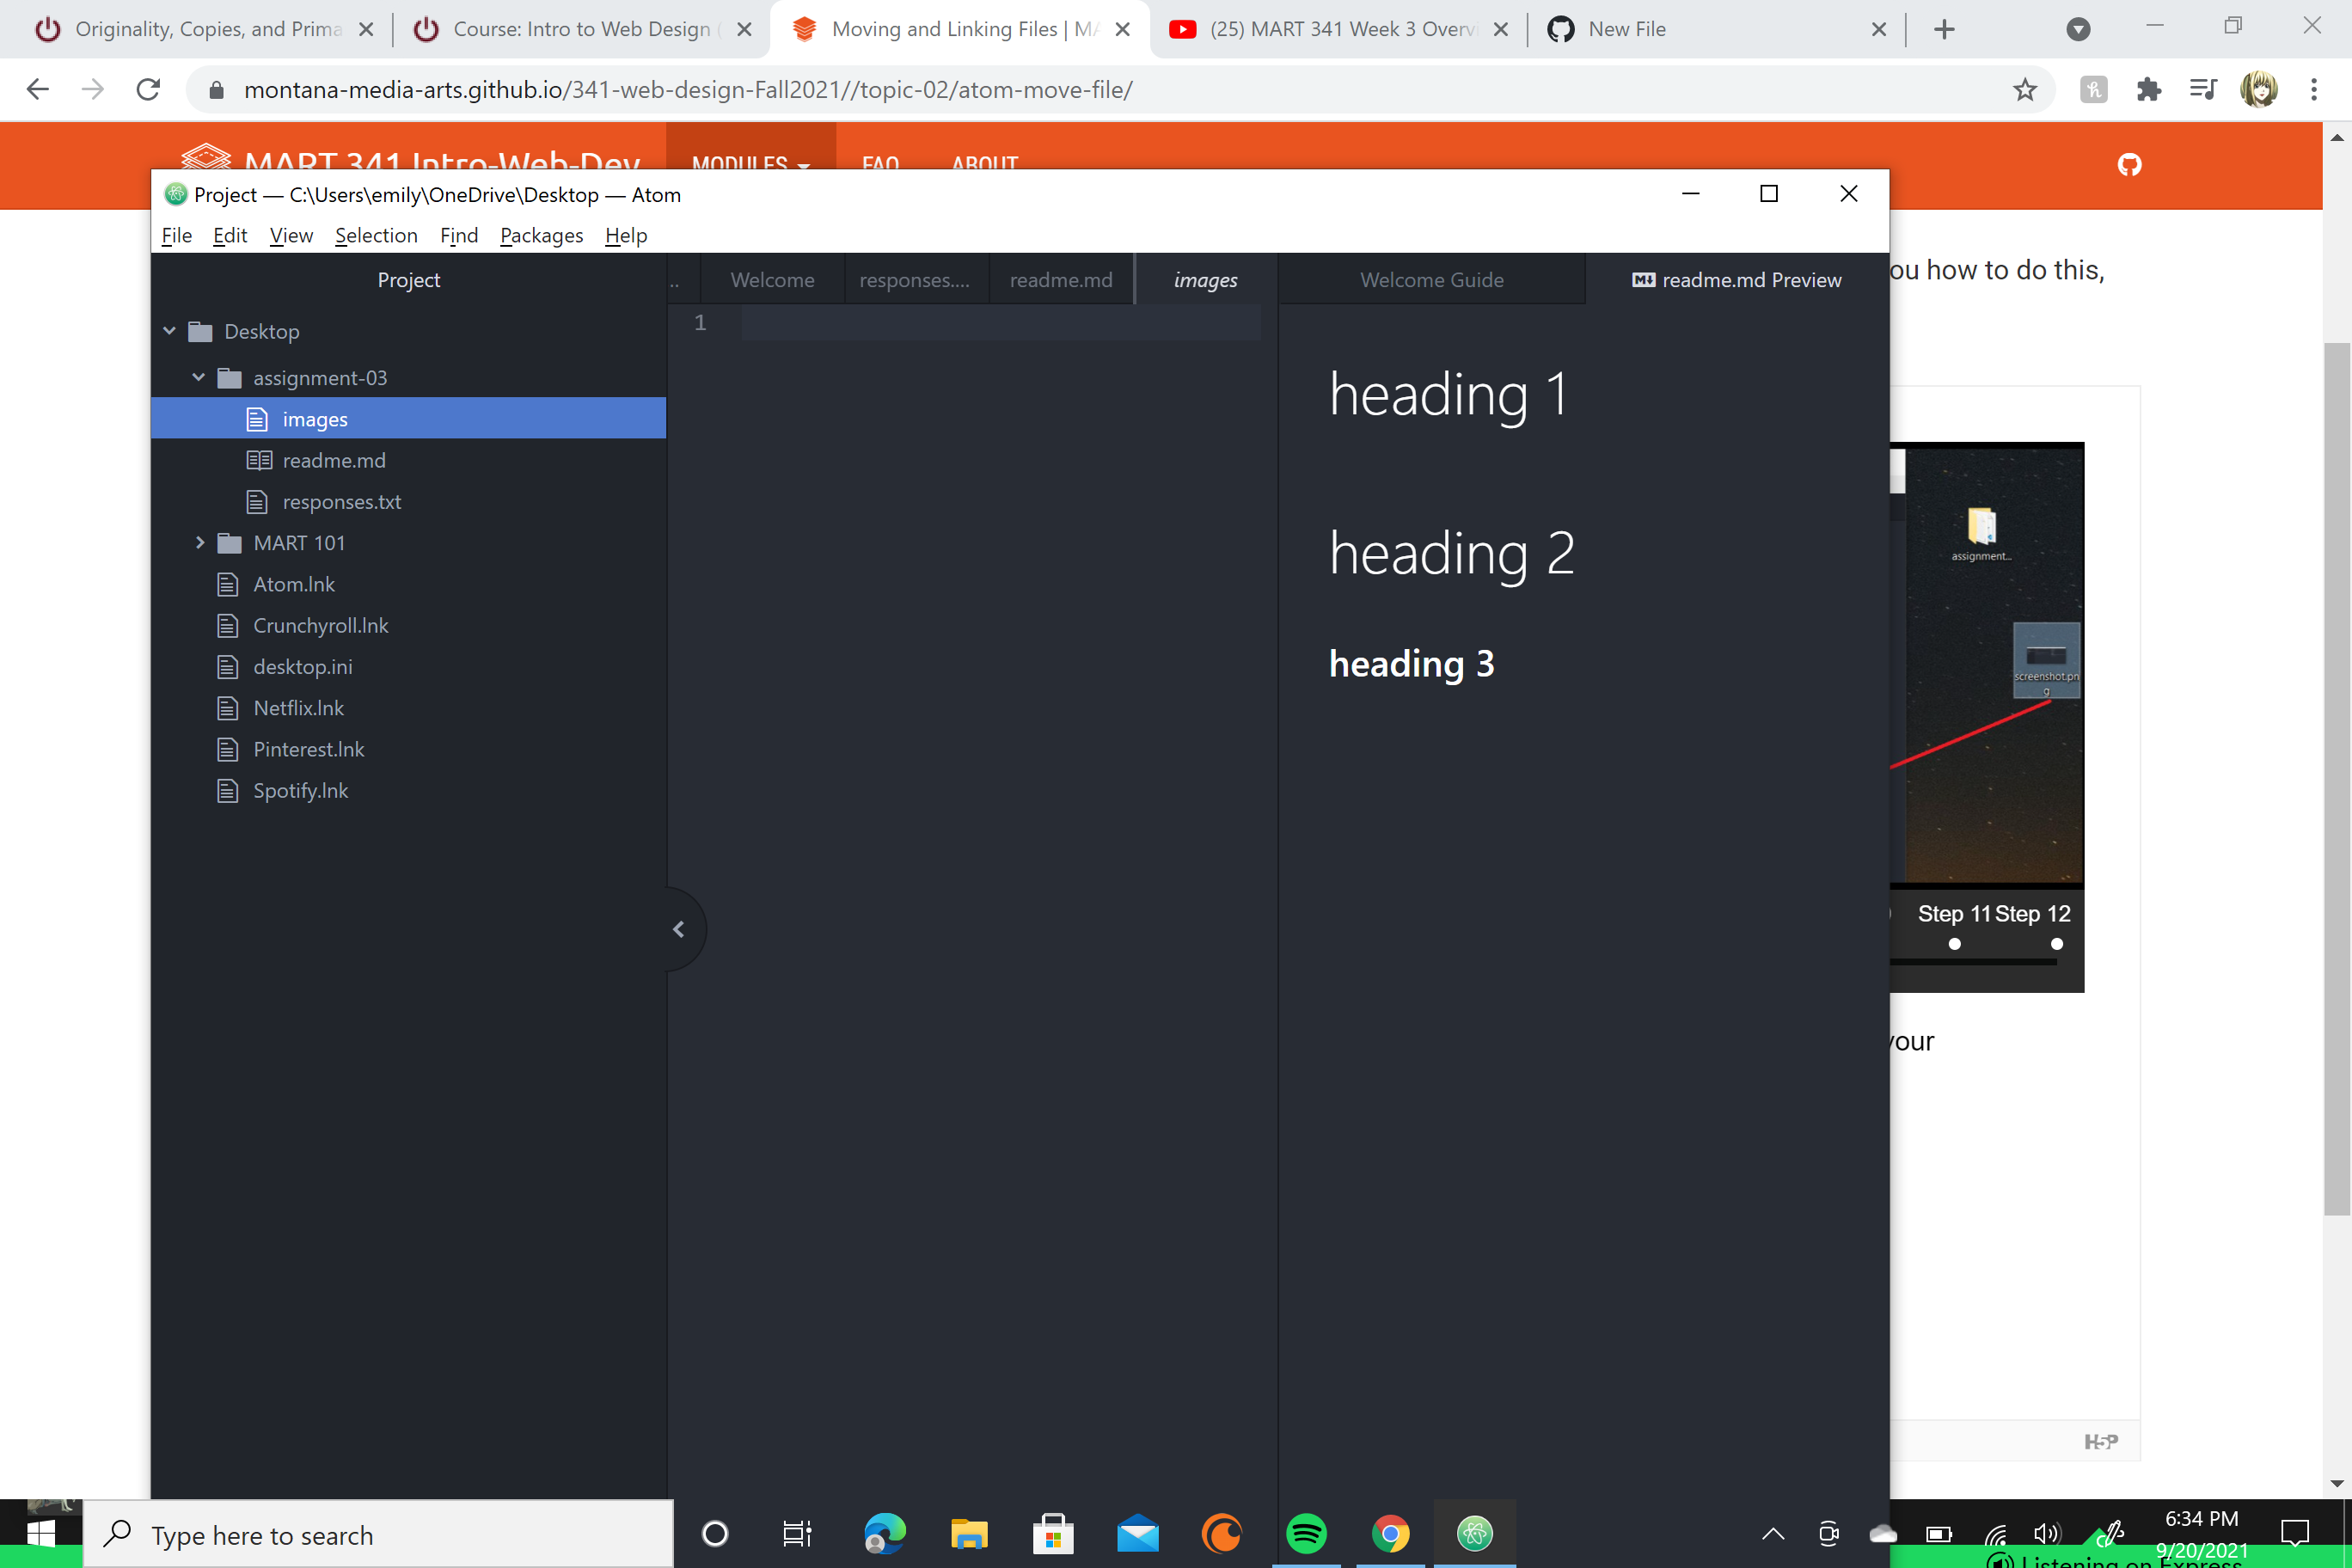 Originality, Copies, and Prima
Course: Intro to Web Design (
Moving and Linking Files | MA
(25) MART 341 Week 3 Overv
New File
montana-media-arts.github.io/341-web-design-Fall2021//topic-02/atom-move-file/
MART 341 Intro-Web-Dev
MODULES
FAQ
ABOUT
Project — C:\Users\emily\OneDrive\Desktop — Atom
File Edit View Selection Find Packages Help
ou how to do this,
Project
..
Welcome
responses....
readme.md
images
Welcome Guide
readme.md Preview
1
Desktop
assignment-03
images
readme.md
responses.txt
MART 101
Atom.lnk
Crunchyroll.lnk
desktop.ini
Netflix.lnk
Pinterest.lnk
Spotify.lnk
heading 1
heading 2
heading 3
assignment...
screenshot.pn
g
Step 11 Step 12
your
H5P
Type here to search
6:34 PM
9/20/2021
Listening on Express